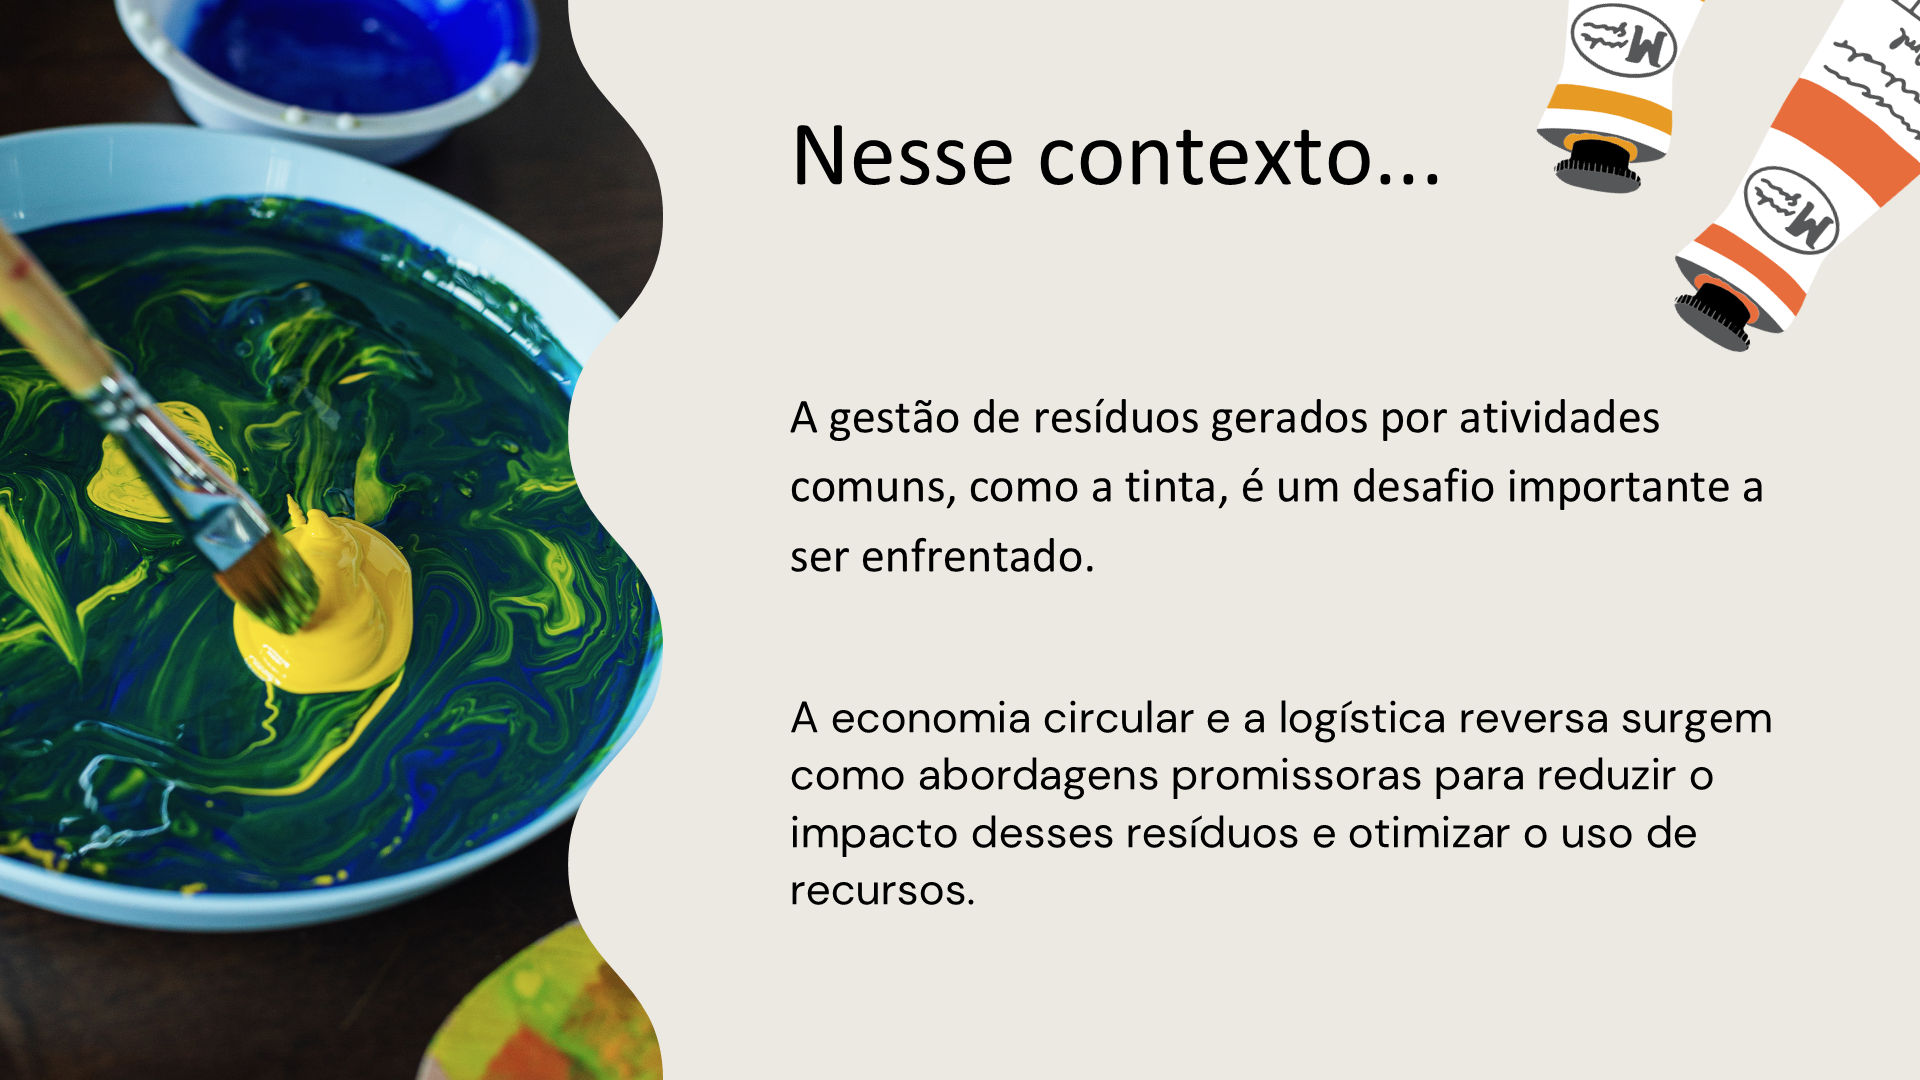 Nesse contexto...
A gestão de resíduos gerados por atividades
comuns, como a tinta, é um desafio importante a
ser enfrentado.
A economia circular e a logística reversa surgem
como abordagens promissoras para reduzir o
impacto desses resíduos e otimizar o uso de
recursos.